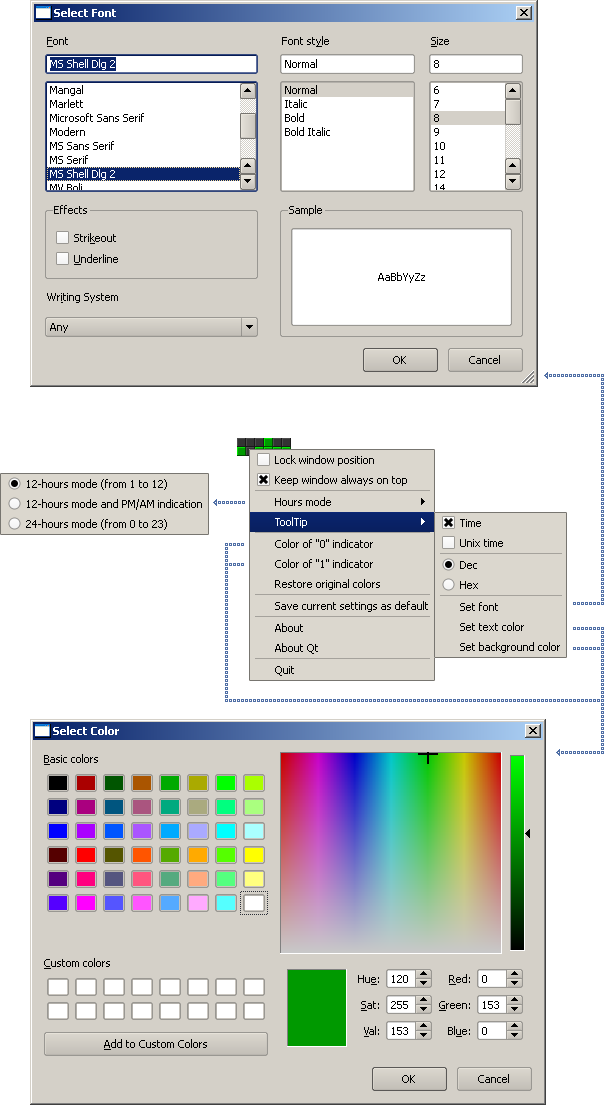 Select Font
Font
Font style
Size
MS Shell Dlg 2
Normal
8
Mangal
Marlett
Microsoft Sans Serif
Modern
MS Sans Serif
MS Serif
MS Shell Dlg 2
MV Boli
Normal
Italic
Bold
Bold Italic
6
7
8
9
10
11
12
14
Effects
Strikeout
Underline
Sample
AaBbYyZz
Writing System
Any
OK
Cancel
Lock window position
Keep window always on top
Hours mode
ToolTip
Color of "0" indicator
Color of "1" indicator
Restore original colors
Save current settings as default
About
About Qt
Quit
12-hours mode (from 1 to 12)
12-hours mode and PM/AM indication
24-hours mode (from 0 to 23)
Time
Unix time
Dec
Hex
Set font
Set text color
Set background color
Select Color
Basic colors
Custom colors
Add to Custom Colors
Hue: 120 Red: 0
Sat: 255 Green: 153
Val: 153 Blue: 0
OK
Cancel